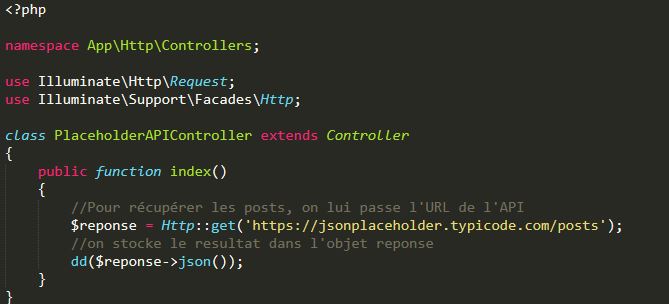 <?php
namespace App\Http\Controllers;
use Illuminate\Http\Request;
use Illuminate\Support\Facades\Http;
class PlaceholderAPIController extends Controller
{
public function index()
{
//Pour récupérer les posts, on lui passe l'URL de l'API
$reponse = Http::get('https://jsonplaceholder.typicode.com/posts');
//on stocke le resultat dans l'objet reponse
dd($reponse->json());
}
}